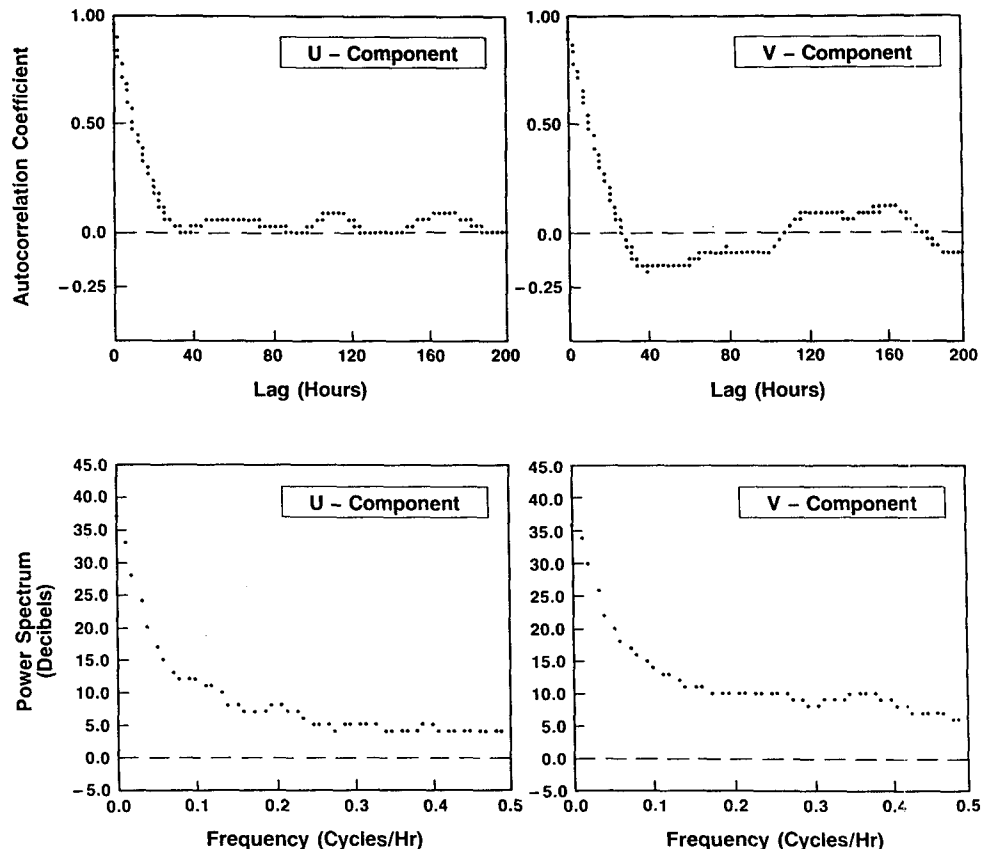 U – Component
V – Component
Autocorrelation Coefficient
1.00
0.50
0.0
–0.25
0 40 80 120 160 200
Lag (Hours)
1.00
0.50
0.0
–0.25
0 40 80 120 160 200
Lag (Hours)
U – Component
V – Component
Power Spectrum
(Decibels)
45.0
40.0
35.0
30.0
25.0
20.0
15.0
10.0
5.0
0.0
–5.0
0.0 0.1 0.2 0.3 0.4 0.5
Frequency (Cycles/Hr)
45.0
40.0
35.0
30.0
25.0
20.0
15.0
10.0
5.0
0.0
–5.0
0.0 0.1 0.2 0.3 0.4 0.5
Frequency (Cycles/Hr)